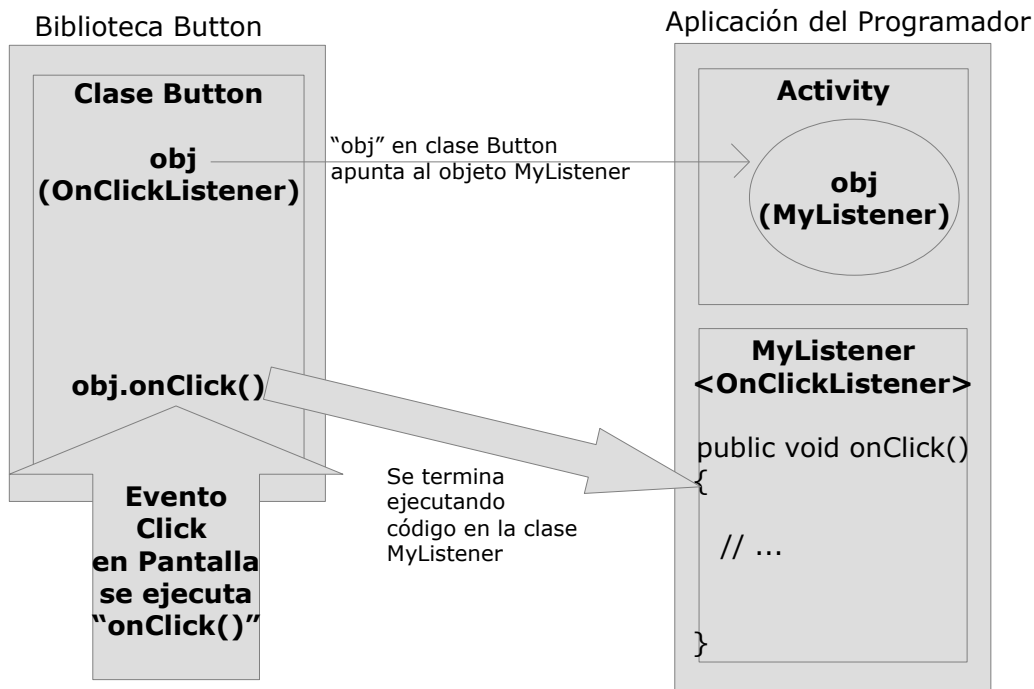 Biblioteca Button
Aplicación del Programador
Clase Button
obj
(OnClickListener)
“obj” en clase Button
apunta al objeto MyListener
Activity
obj
(MyListener)
obj.onClick()
Evento
Click
en Pantalla
se ejecuta
“onClick()”
Se termina
ejecutando
código en la clase
MyListener
MyListener
<OnClickListener>
public void onClick()
{
// ...
}